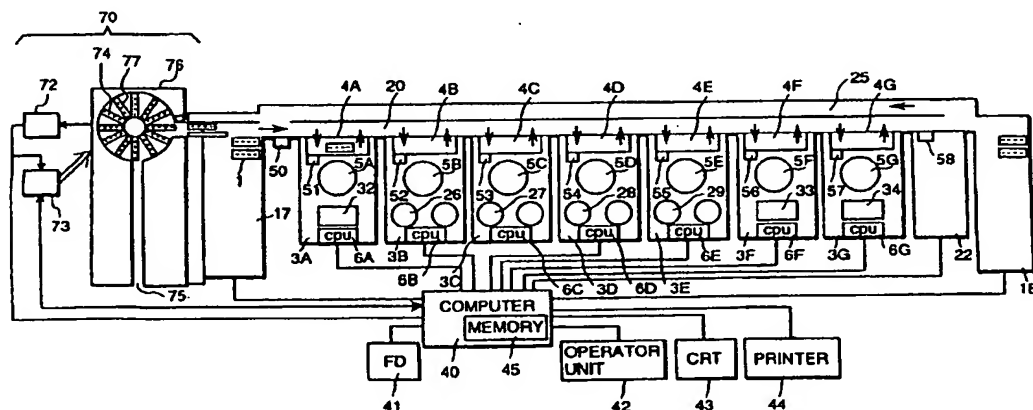 70
74 77 76 4A 20 4B 4C 4D 4E 4F 25 4G
72
50 51 5A 52 5B 53 5C 54 5D 55 5E 56 5F 57 5G 58
1 32 26 27 28 29 33 34
73 17
cpu cpu cpu cpu cpu cpu cpu
3A 6A 3B 3E 6E 3F 6F 3G 6G 22
6B 3C
75 6C 3D 6D 18
COMPUTER
MEMORY
FD 40 45 OPERATOR UNIT CRT PRINTER
41 42 43 44